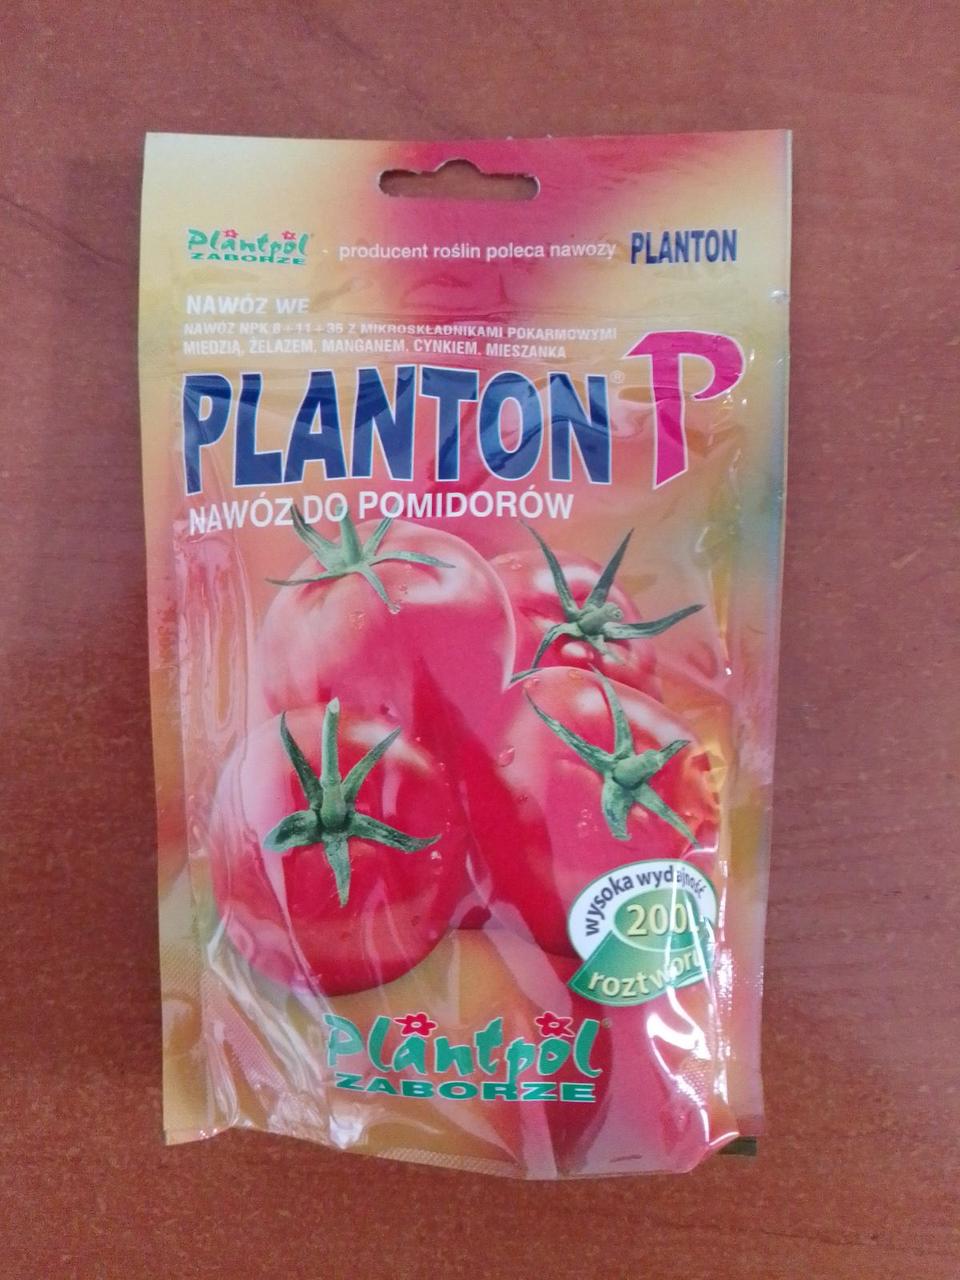 Plantpol ZABORZE - producent roślin poleca nawozy PLANTON
NAWÓZ WE
NAWÓZ NPK 8+11+36 Z MIKROSKŁADNIKAMI POKARMOWYMI
MIEDZIĄ, ŻELAZEM, MANGANEM, CYNKIEM, MIESZANKA
PLANTON® P
NAWÓZ DO POMIDORÓW
wysoka wydajność
200L
roztworu
Plantpol®
ZABORZE